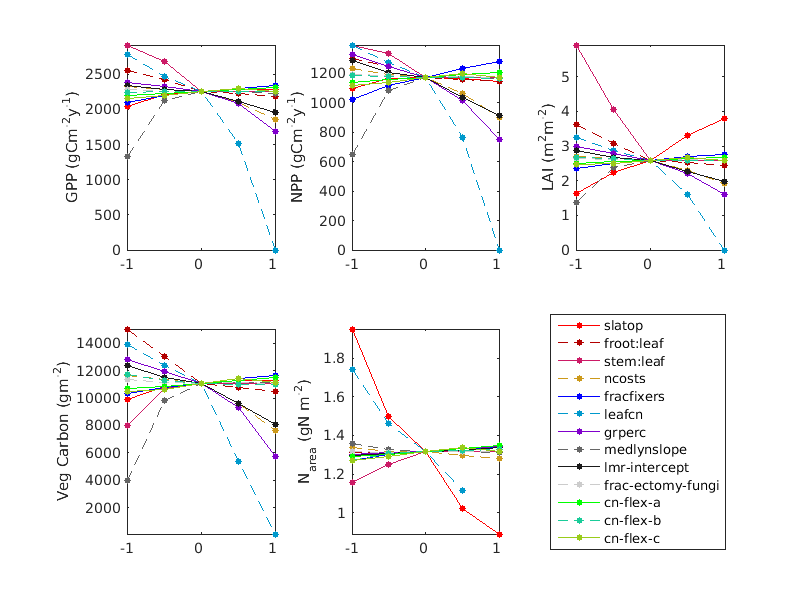 GPP (gCm⁻²y⁻¹)
2500
2000
1500
1000
500
0
-1 0 1
NPP (gCm⁻²y⁻¹)
1200
1000
800
600
400
200
0
-1 0 1
LAI (m²m⁻²)
5
4
3
2
1
0
-1 0 1
Veg Carbon (gm⁻²)
14000
12000
10000
8000
6000
4000
2000
-1 0 1
N_area (gN m⁻²)
1.8
1.6
1.4
1.2
1
-1 0 1
slatop
froot:leaf
stem:leaf
ncosts
fracfixers
leafcn
grperc
medlynslope
lmr-intercept
frac-ectomy-fungi
cn-flex-a
cn-flex-b
cn-flex-c